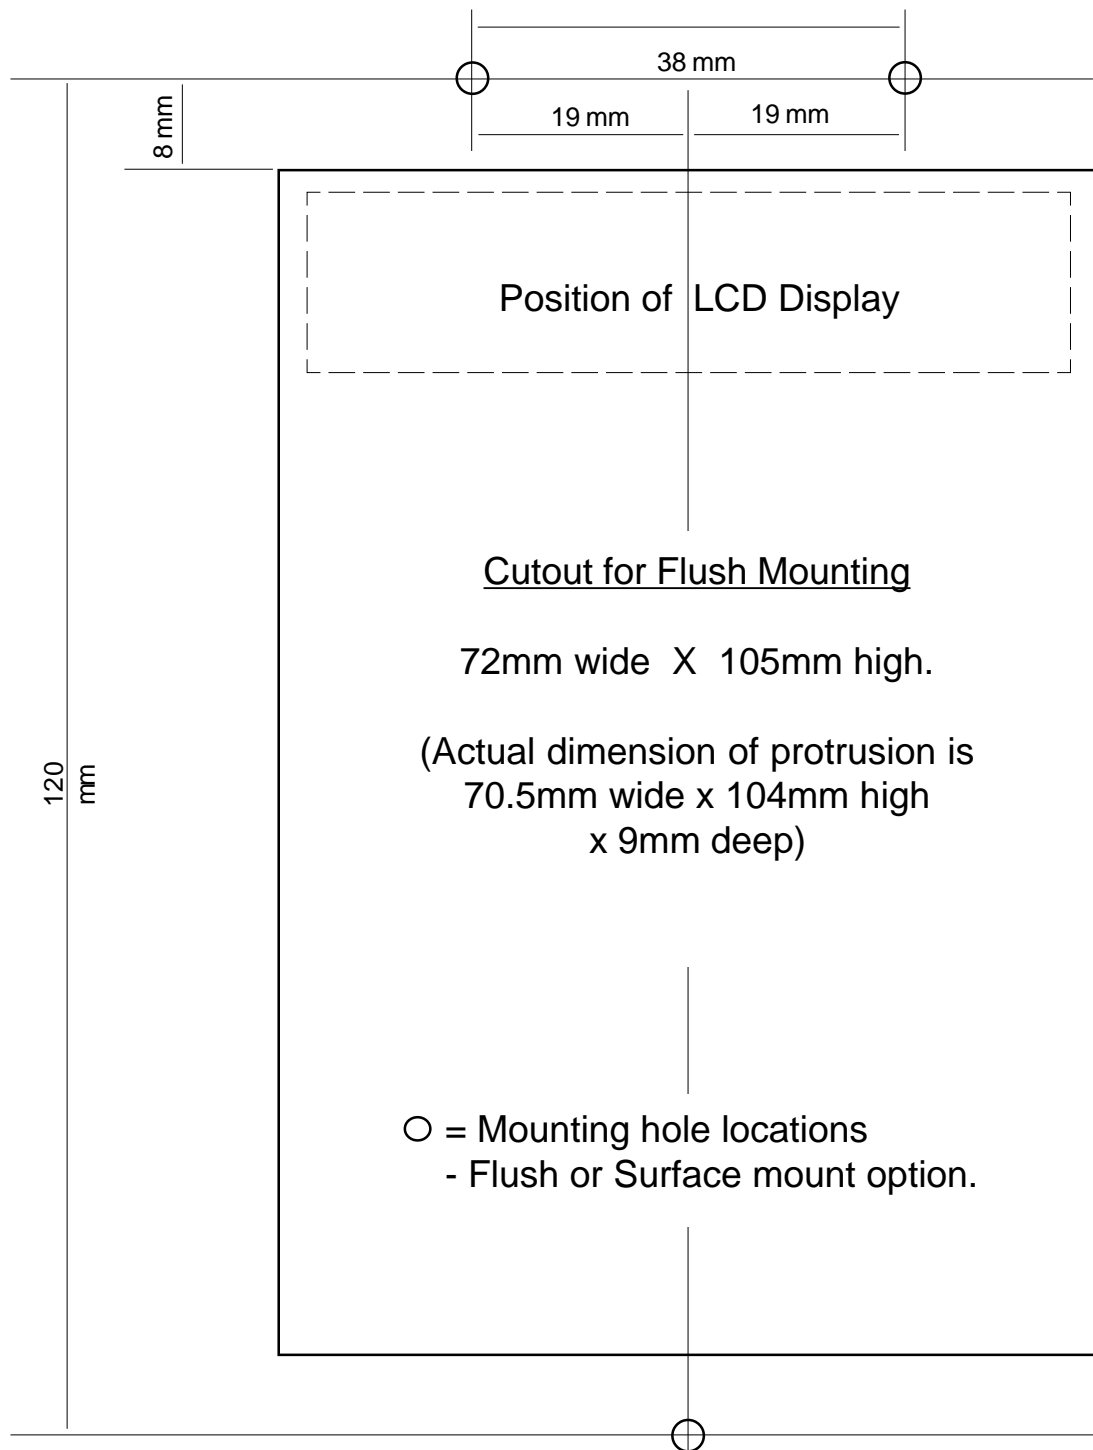 38 mm
19 mm
19 mm
8 mm
Position of LCD Display
Cutout for Flush Mounting
72mm wide X 105mm high.
(Actual dimension of protrusion is
70.5mm wide x 104mm high
x 9mm deep)
120
mm
= Mounting hole locations
- Flush or Surface mount option.